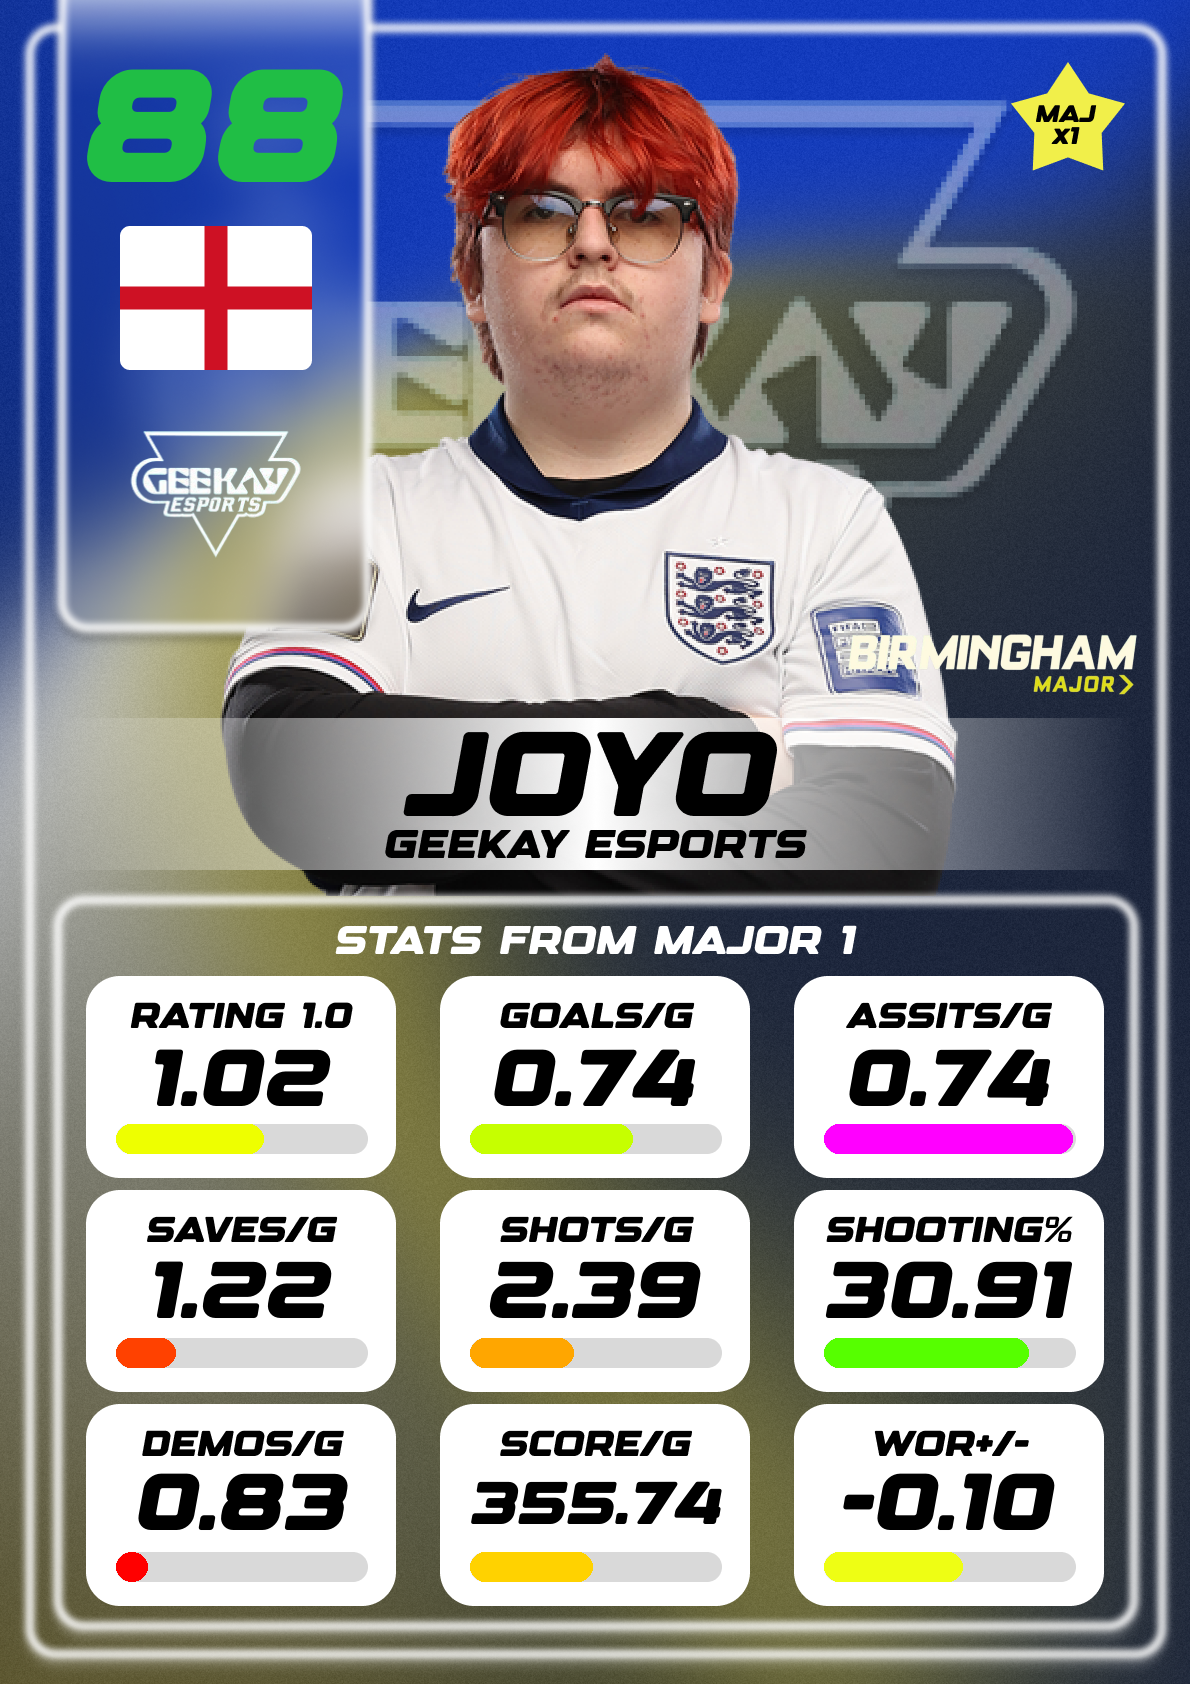 88
MAJ
x1
GEEKAY
ESPORTS
BIRMINGHAM
MAJOR>
JOYO
GEEKAY ESPORTS
STATS FROM MAJOR 1
RATING 1.0
1.02
GOALS/G
0.74
ASSITS/G
0.74
SAVES/G
1.22
SHOTS/G
2.39
SHOOTING%
30.91
DEMOS/G
0.83
SCORE/G
355.74
WOR+/-
-0.10